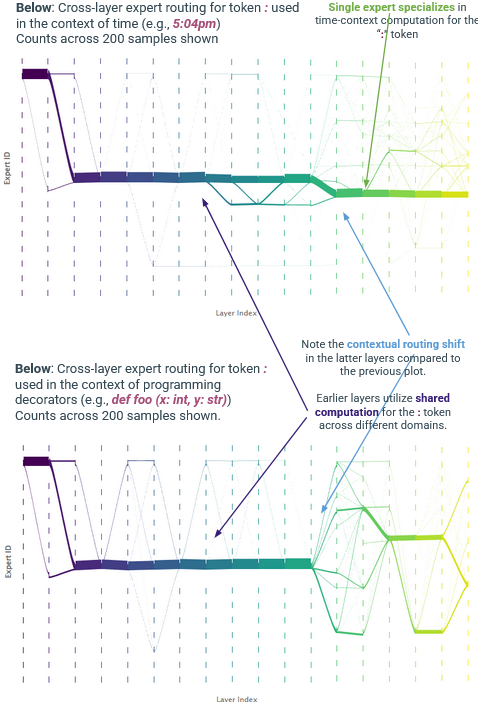 Below: Cross-layer expert routing for token : used
in the context of time (e.g., 5:04pm)
Counts across 200 samples shown
Single expert specializes in
time-context computation for the
":" token
Expert ID
Layer Index
Note the contextual routing shift
in the latter layers compared to
the previous plot.
Below: Cross-layer expert routing for token :
used in the context of programming
decorators (e.g., def foo (x: int, y: str))
Counts across 200 samples shown.
Earlier layers utilize shared
computation for the : token
across different domains.
Expert ID
Layer Index